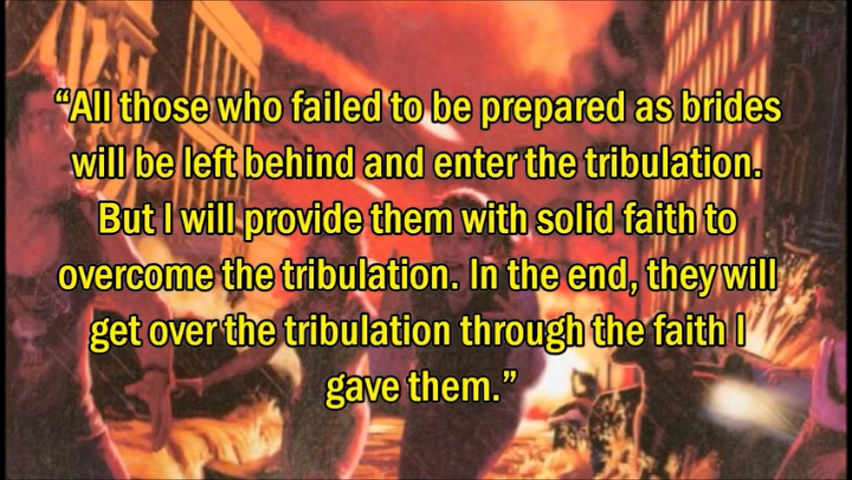 “All those who failed to be prepared as brides
will be left behind and enter the tribulation.
But I will provide them with solid faith to
overcome the tribulation. In the end, they will
get over the tribulation through the faith I
gave them.”